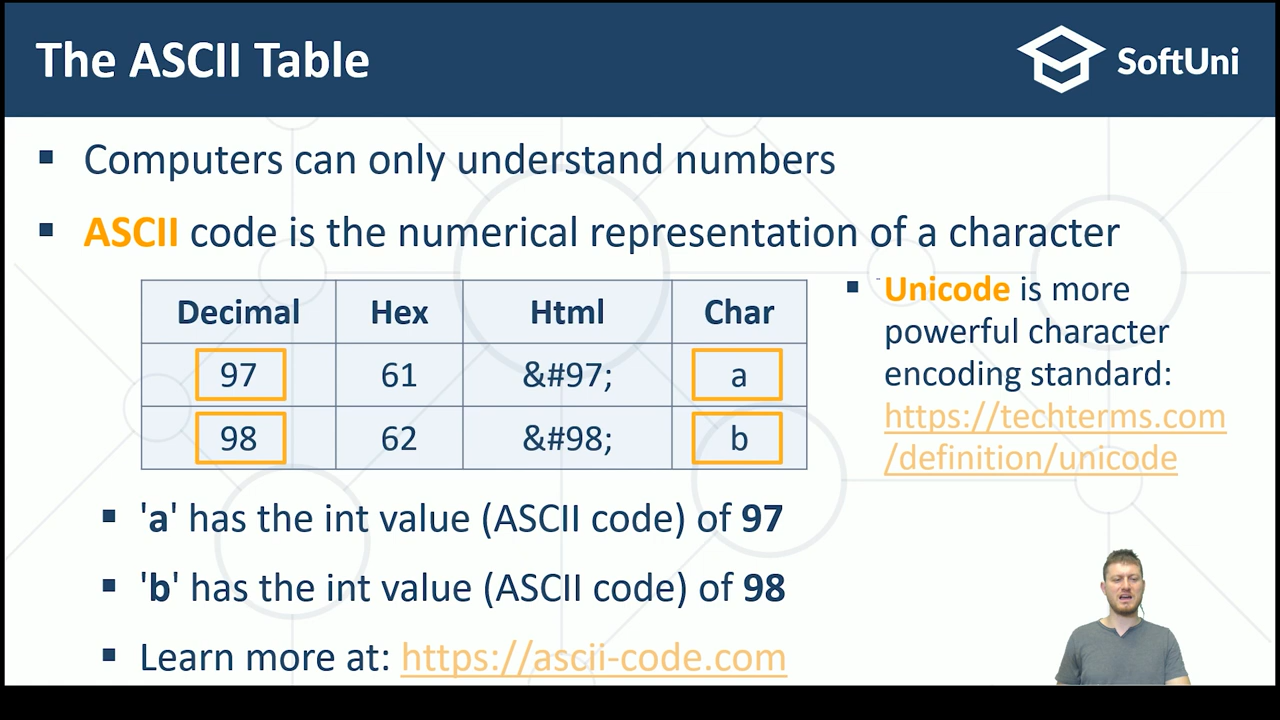 The ASCII Table
SoftUni
▪ Computers can only understand numbers
▪ ASCII code is the numerical representation of a character
Decimal Hex Html Char
97 61 &#97; a
98 62 &#98; b
▪ Unicode is more
powerful character
encoding standard:
https://techterms.com
/definition/unicode
▪ 'a' has the int value (ASCII code) of 97
▪ 'b' has the int value (ASCII code) of 98
▪ Learn more at: https://ascii-code.com